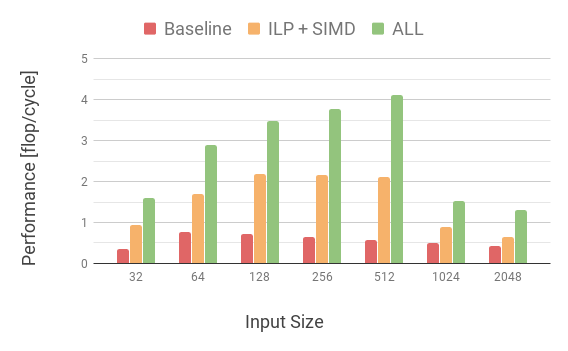 Baseline ILP + SIMD ALL
Performance [flop/cycle]
5
4
3
2
1
0
32 64 128 256 512 1024 2048
Input Size